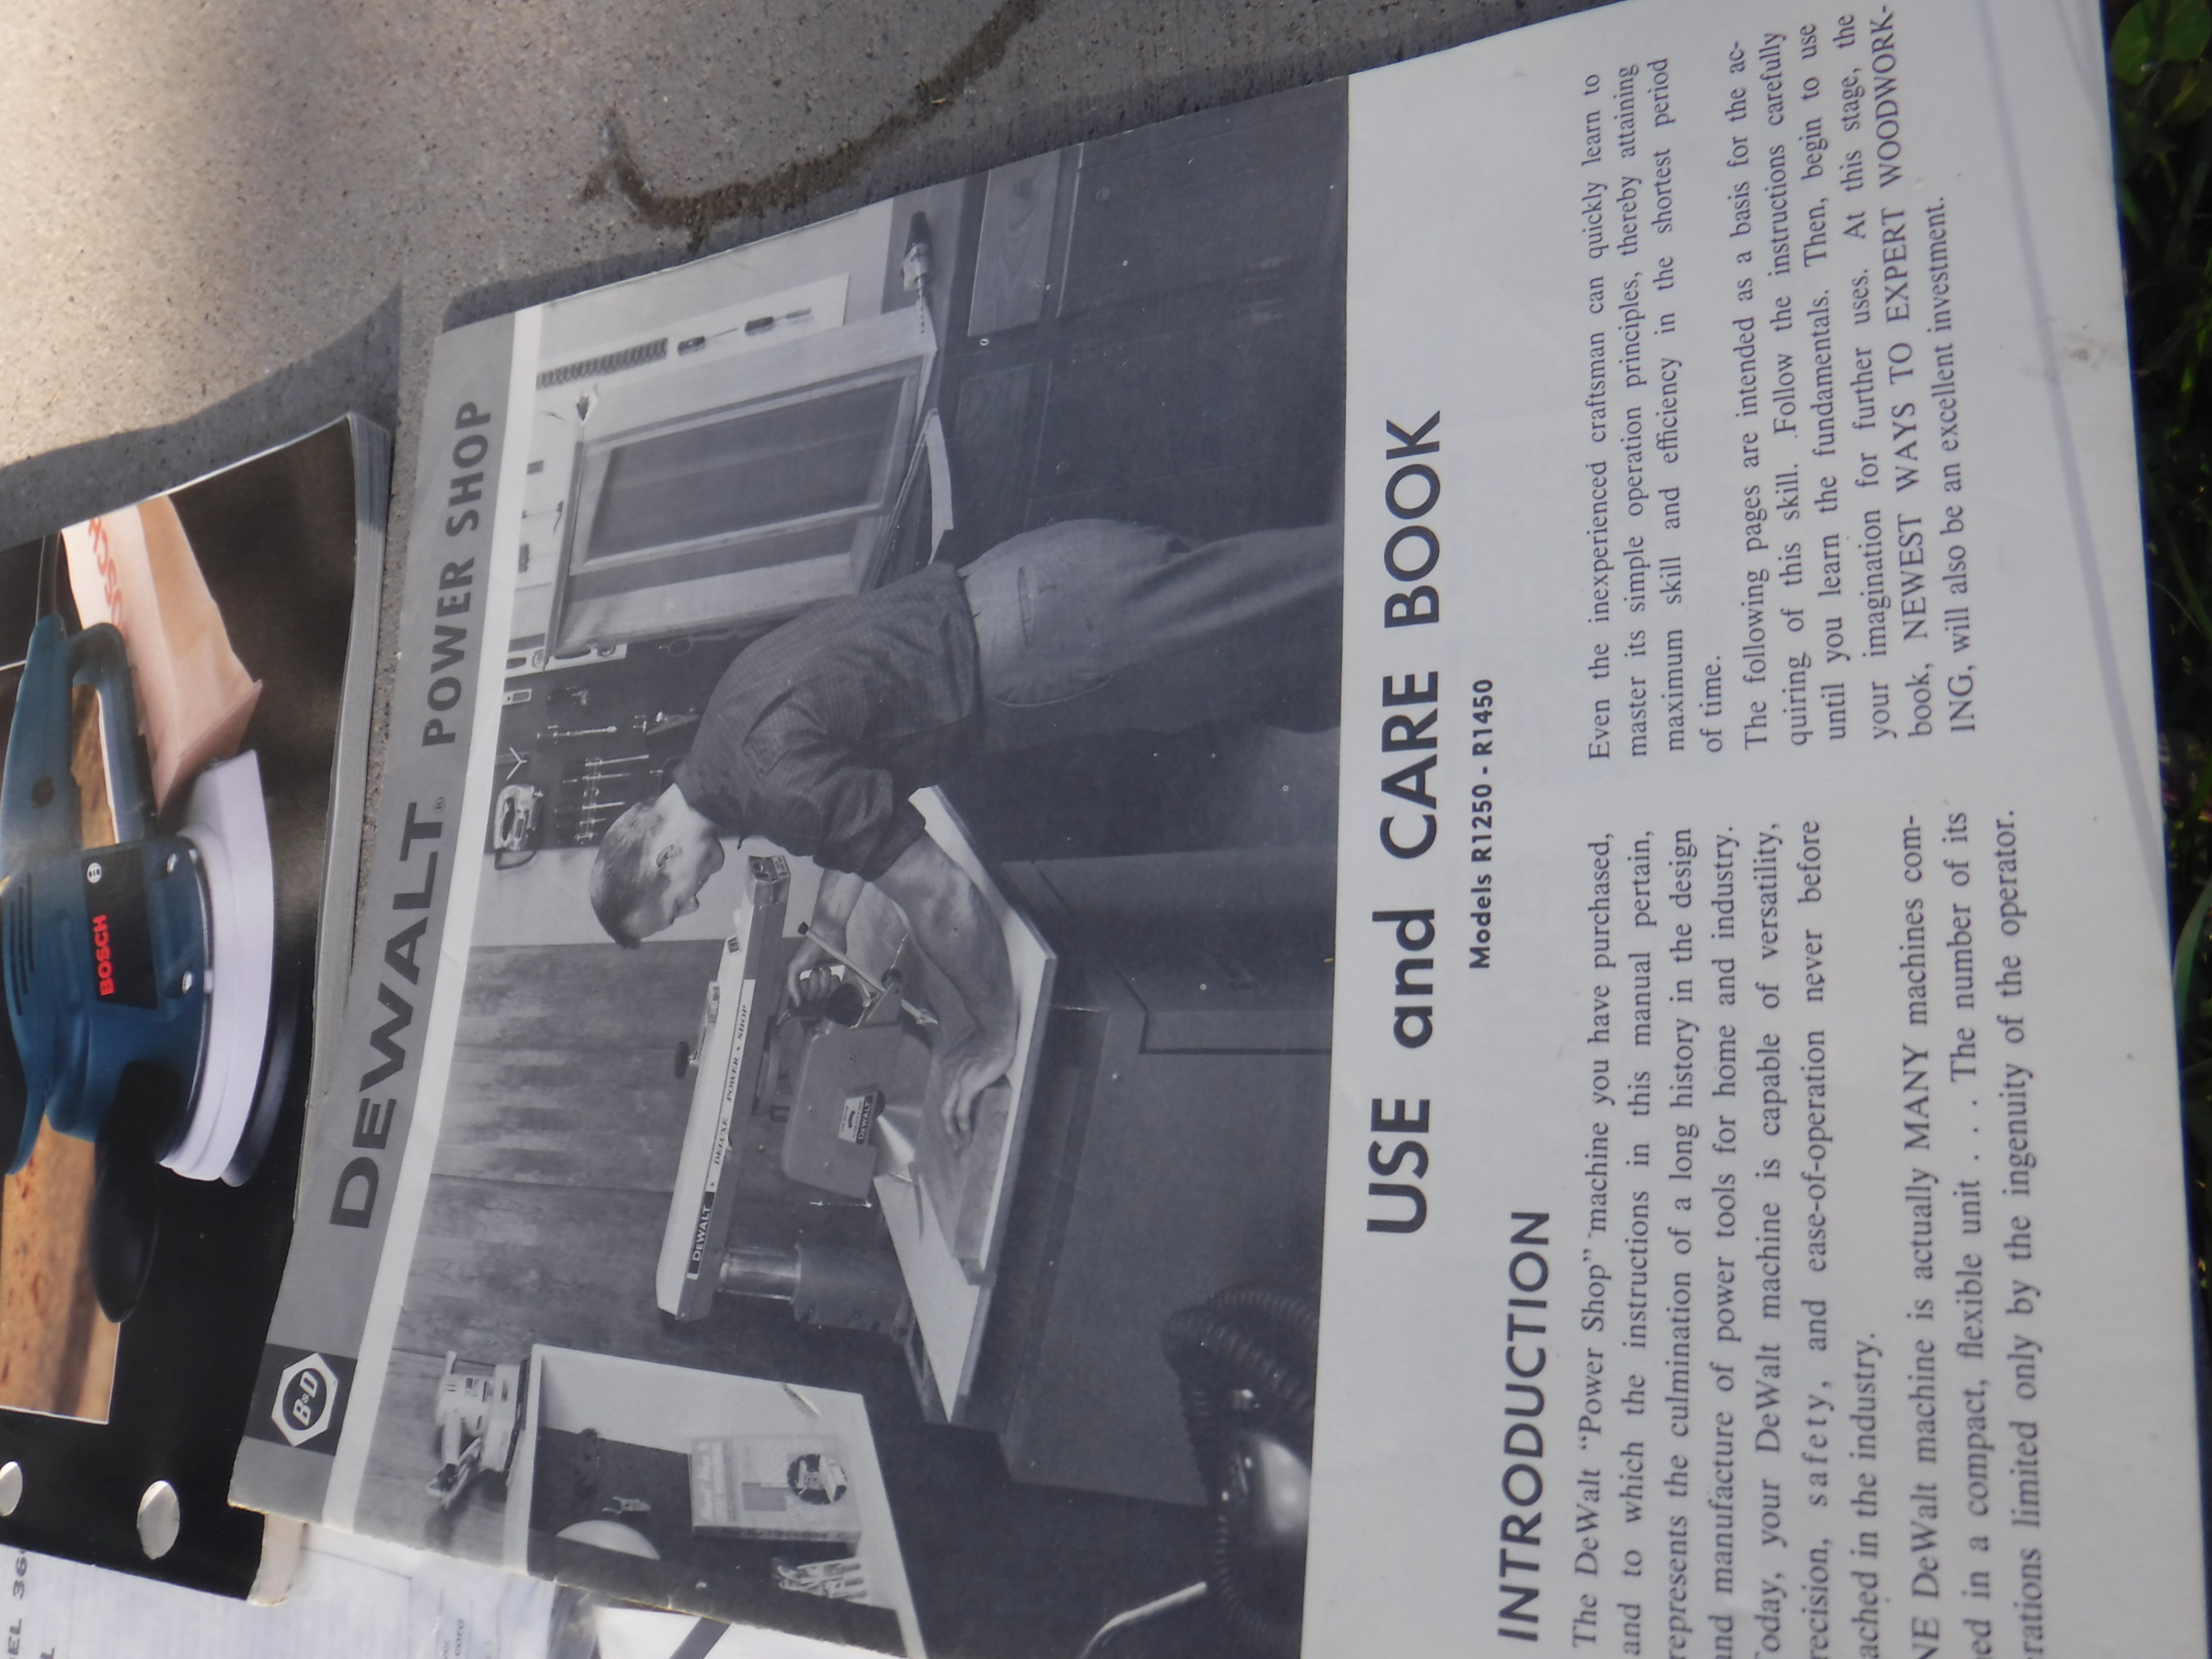 BOSCH
BOSCH
B&D
DEWALT® POWER SHOP
DEWALT DELUXE POWER SHOP
DEWALT
USE and CARE BOOK
Models R1250 - R1450
INTRODUCTION
The DeWalt “Power Shop” machine you have purchased,
and to which the instructions in this manual pertain,
represents the culmination of a long history in the design
and manufacture of power tools for home and industry.
Today, your DeWalt machine is capable of versatility,
recision, safety, and ease-of-operation never before
ached in the industry.
NE DeWalt machine is actually MANY machines com-
ed in a compact, flexible unit . . . The number of its
erations limited only by the ingenuity of the operator.
Even the inexperienced craftsman can quickly learn to
master its simple operation principles, thereby attaining
maximum skill and efficiency in the shortest period
of time.
The following pages are intended as a basis for the ac-
quiring of this skill. Follow the instructions carefully
until you learn the fundamentals. Then, begin to use
your imagination for further uses. At this stage, the
book, NEWEST WAYS TO EXPERT WOODWORK-
ING, will also be an excellent investment.